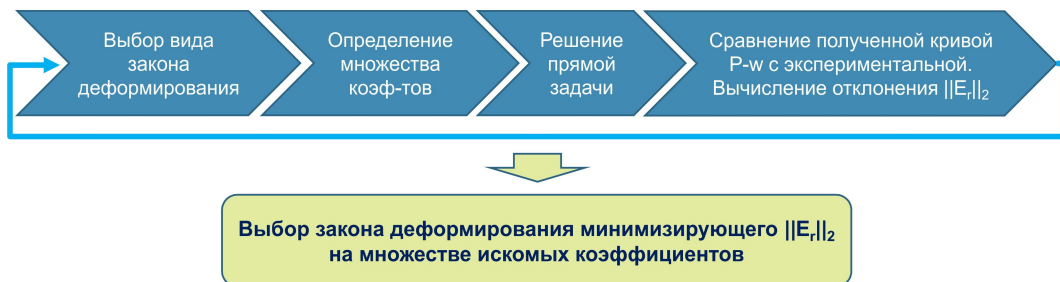 Выбор вида
закона
деформирования
Определение
множества
коэф-тов
Решение
прямой
задачи
Сравнение полученной кривой
P-w с экспериментальной.
Вычисление отклонения ||Eᵣ||₂
Выбор закона деформирования минимизирующего ||Eᵣ||₂
на множестве искомых коэффициентов